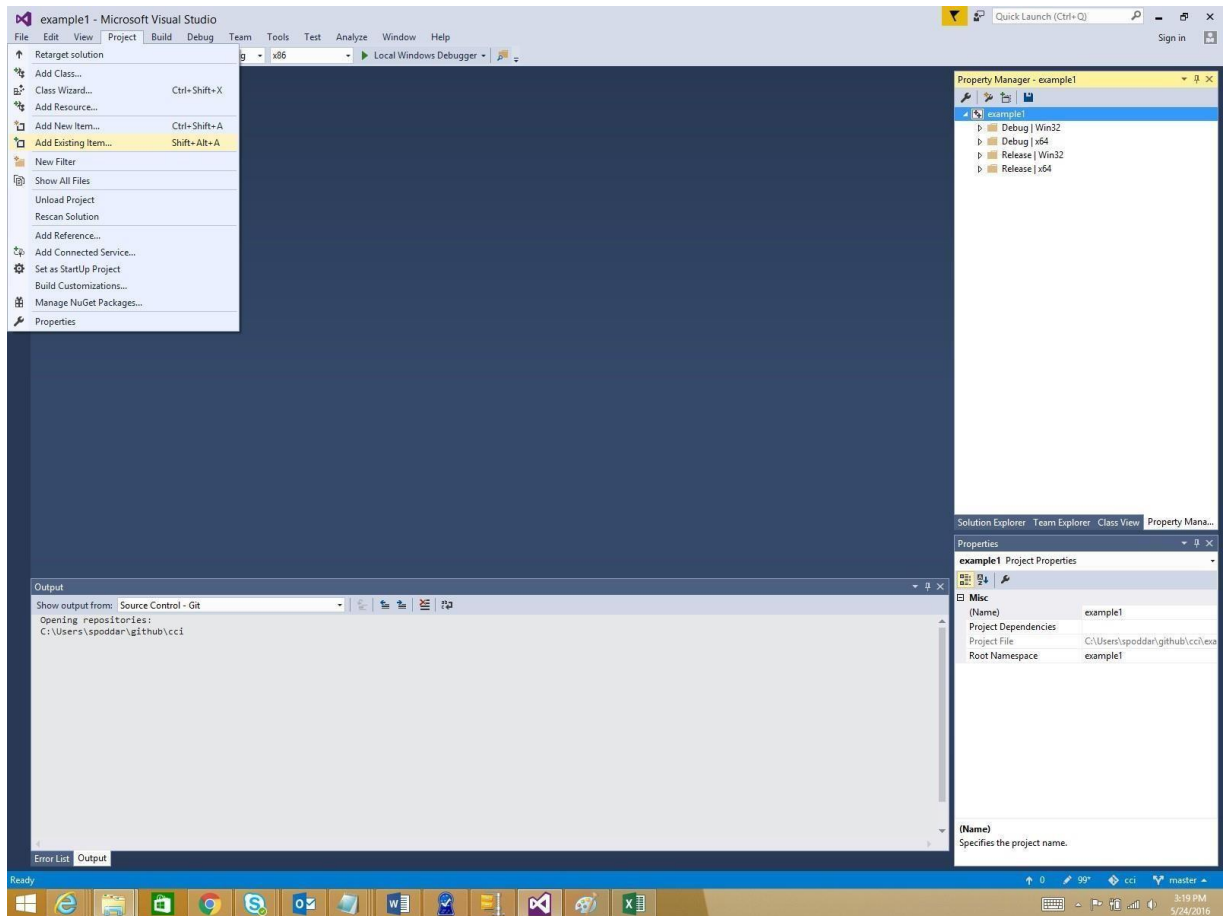 example1 - Microsoft Visual Studio
Quick Launch (Ctrl+Q)
File Edit View Project Build Debug Team Tools Test Analyze Window Help
Sign in
Retarget solution
g x86 Local Windows Debugger
Add Class...
Class Wizard... Ctrl+Shift+X
Add Resource...
Add New Item... Ctrl+Shift+A
Add Existing Item... Shift+Alt+A
New Filter
Show All Files
Unload Project
Rescan Solution
Add Reference...
Add Connected Service...
Set as StartUp Project
Build Customizations...
Manage NuGet Packages...
Properties
Property Manager - example1
example1
Debug | Win32
Debug | x64
Release | Win32
Release | x64
Solution Explorer Team Explorer Class View Property Mana...
Properties
example1 Project Properties
Misc
(Name) example1
Project Dependencies
Project File C:\Users\spoddar\github\cci\exa
Root Namespace example1
(Name)
Specifies the project name.
Output
Show output from: Source Control - Git
Opening repositories:
C:\Users\spoddar\github\cci
Error List Output
Ready
0 99* cci master
3:19 PM
5/24/2016